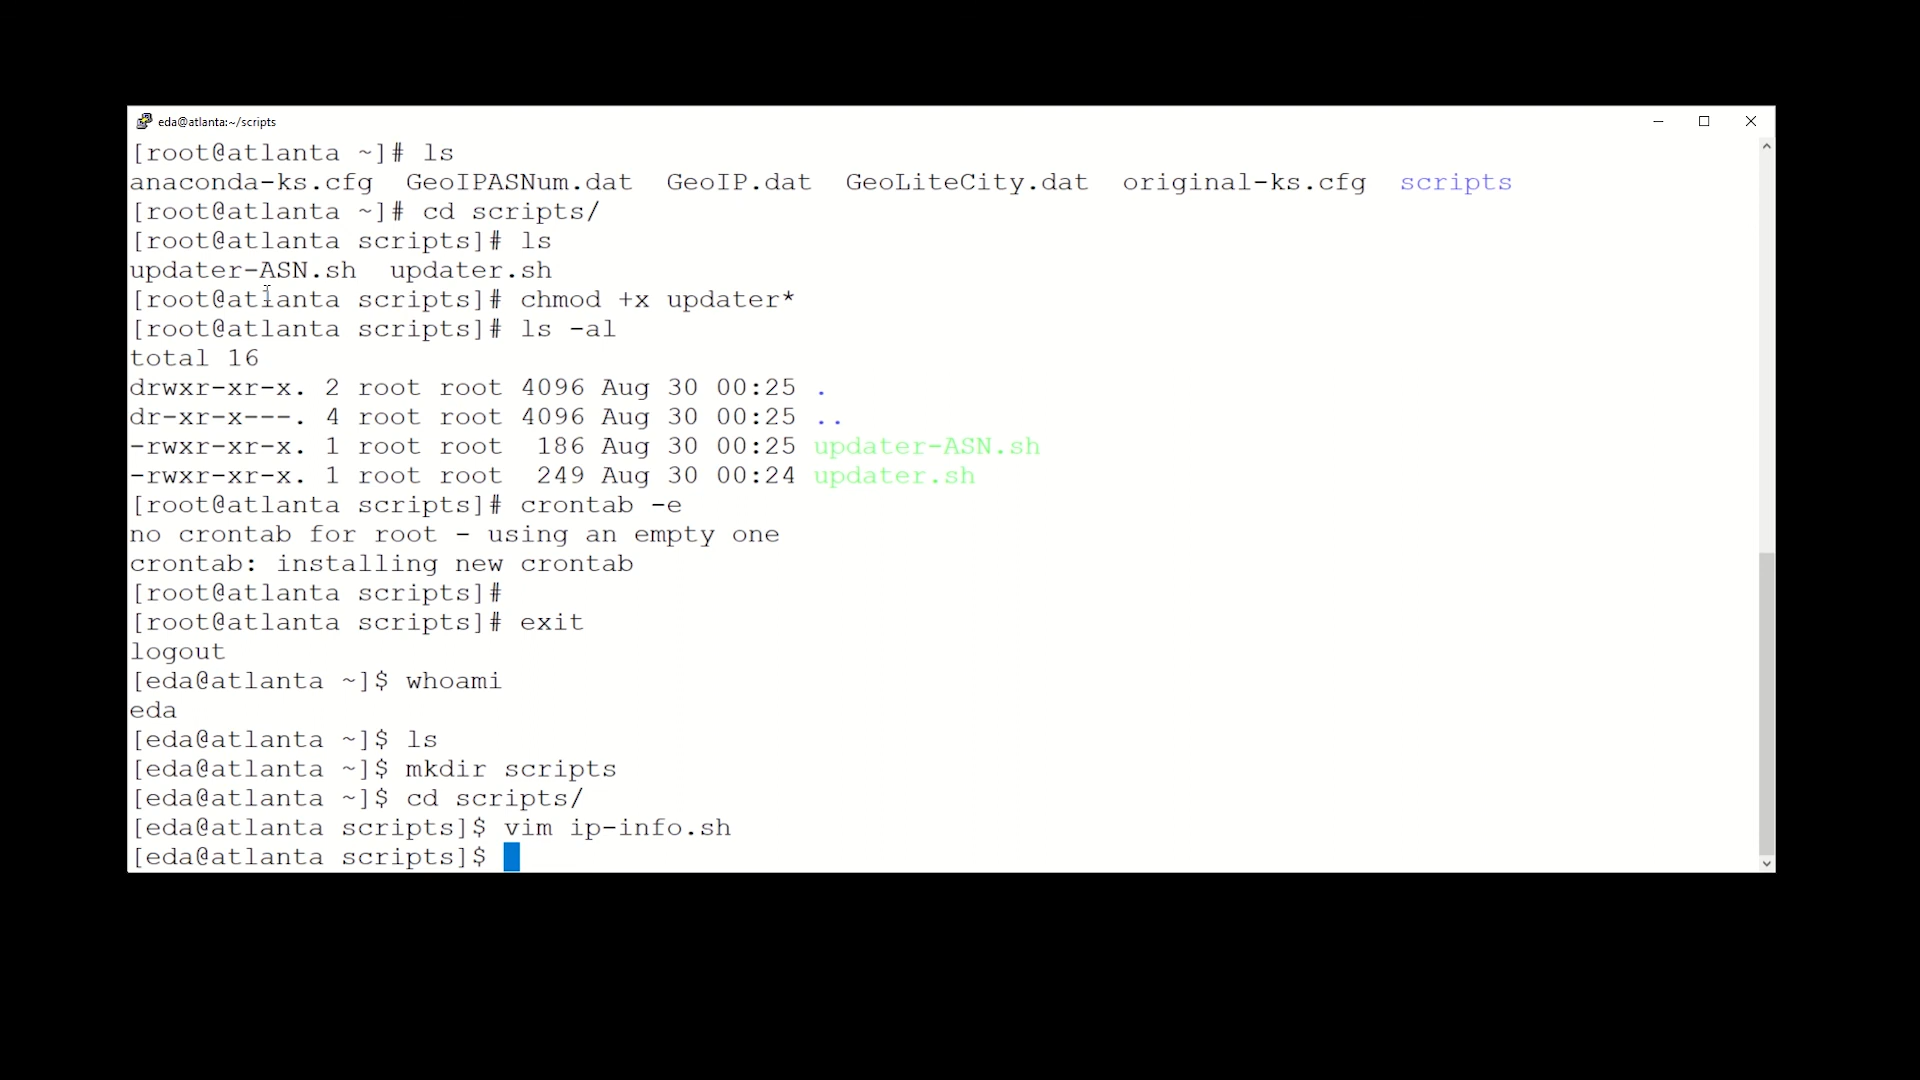 eda@atlanta:~/scripts
[root@atlanta ~]# ls
anaconda-ks.cfg  GeoIPASNum.dat  GeoIP.dat  GeoLiteCity.dat  original-ks.cfg  scripts
[root@atlanta ~]# cd scripts/
[root@atlanta scripts]# ls
updater-ASN.sh  updater.sh
[root@atlanta scripts]# chmod +x updater*
[root@atlanta scripts]# ls -al
total 16
drwxr-xr-x. 2 root root 4096 Aug 30 00:25 .
dr-xr-x---. 4 root root 4096 Aug 30 00:25 ..
-rwxr-xr-x. 1 root root  186 Aug 30 00:25 updater-ASN.sh
-rwxr-xr-x. 1 root root  249 Aug 30 00:24 updater.sh
[root@atlanta scripts]# crontab -e
no crontab for root - using an empty one
crontab: installing new crontab
[root@atlanta scripts]#
[root@atlanta scripts]# exit
logout
[eda@atlanta ~]$ whoami
eda
[eda@atlanta ~]$ ls
[eda@atlanta ~]$ mkdir scripts
[eda@atlanta ~]$ cd scripts/
[eda@atlanta scripts]$ vim ip-info.sh
[eda@atlanta scripts]$